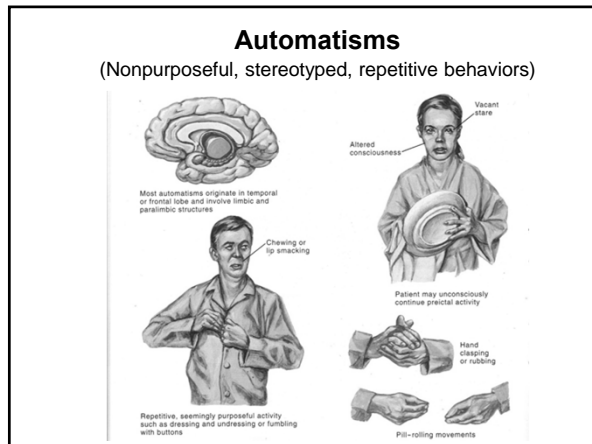 Automatisms
(Nonpurposeful, stereotyped, repetitive behaviors)
Most automatisms originate in temporal
or frontal lobe and involve limbic and
paralimbic structures
Vacant
stare
Altered
consciousness
Chewing or
lip smacking
Patient may unconsciously
continue preictal activity
Hand
clasping
or rubbing
Repetitive, seemingly purposeful activity
such as dressing and undressing or fumbling
with buttons
Pill-rolling movements